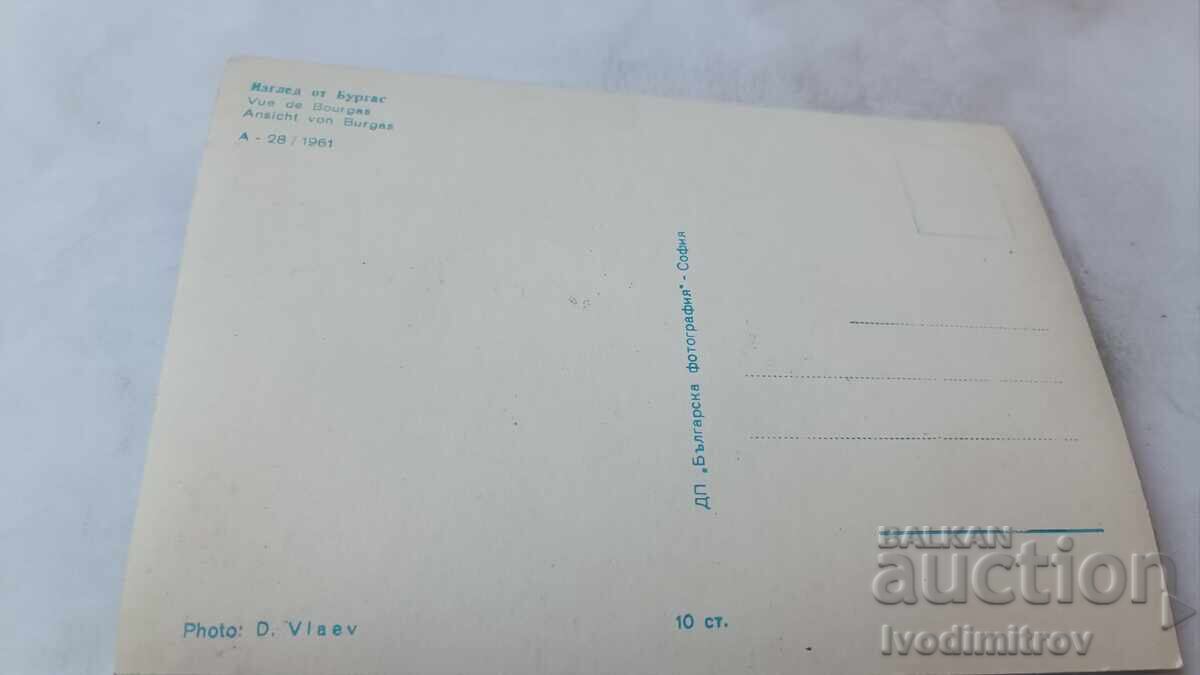 Изглед от Бургас
Vue de Bourgas
Ansicht von Burgas
A - 28 / 1961
ДП „Българска фотография" - София
Photo: D. Vlaev
10 ст.
BALKAN
auction
Ivodimitrov